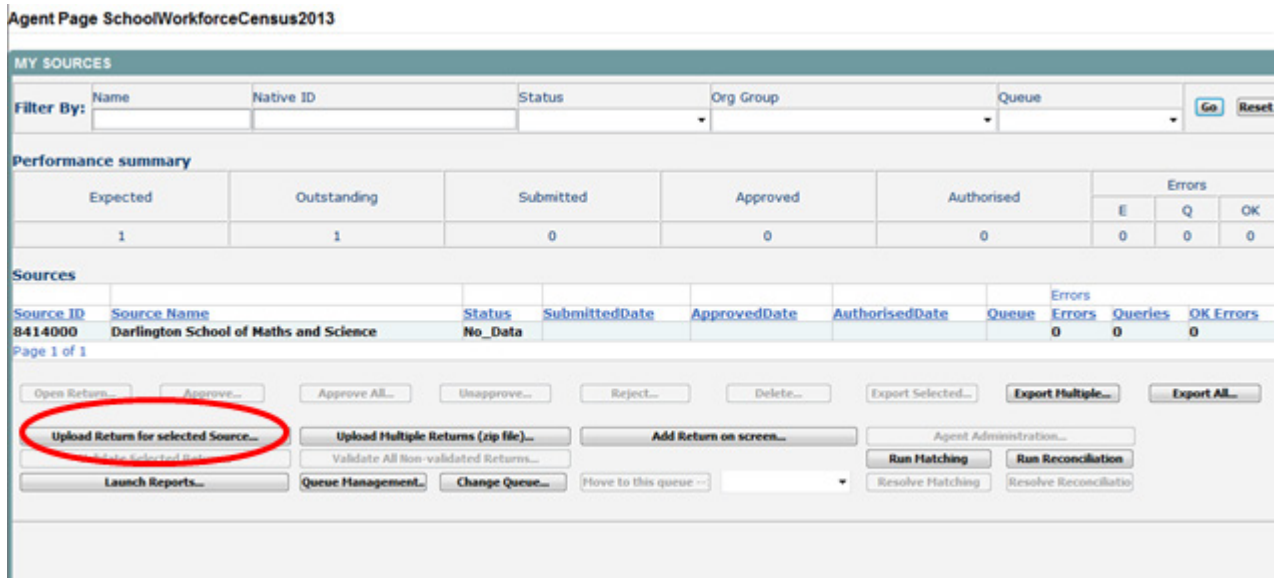 Agent Page SchoolWorkforceCensus2013
MY SOURCES
Filter By: Name Native ID Status Org Group Queue Go Reset
Performance summary
Expected Outstanding Submitted Approved Authorised Errors
E Q OK
1 1 0 0 0 0 0 0
Sources
Errors
Source ID Source Name Status SubmittedDate ApprovedDate AuthorisedDate Queue Errors Queries OK Errors
8414000 Darlington School of Maths and Science No_Data 0 0 0
Page 1 of 1
Open Return... Approve... Approve All... Unapprove... Reject... Delete... Export Selected... Export Multiple... Export All...
Upload Return for selected Source... Upload Multiple Returns (zip file)... Add Return on screen... Agent Administration...
Validate Selected Return Validate All Non-validated Returns... Run Matching Run Reconciliation
Launch Reports... Queue Management.. Change Queue... Move to this queue -- Resolve Matching Resolve Reconciliatio